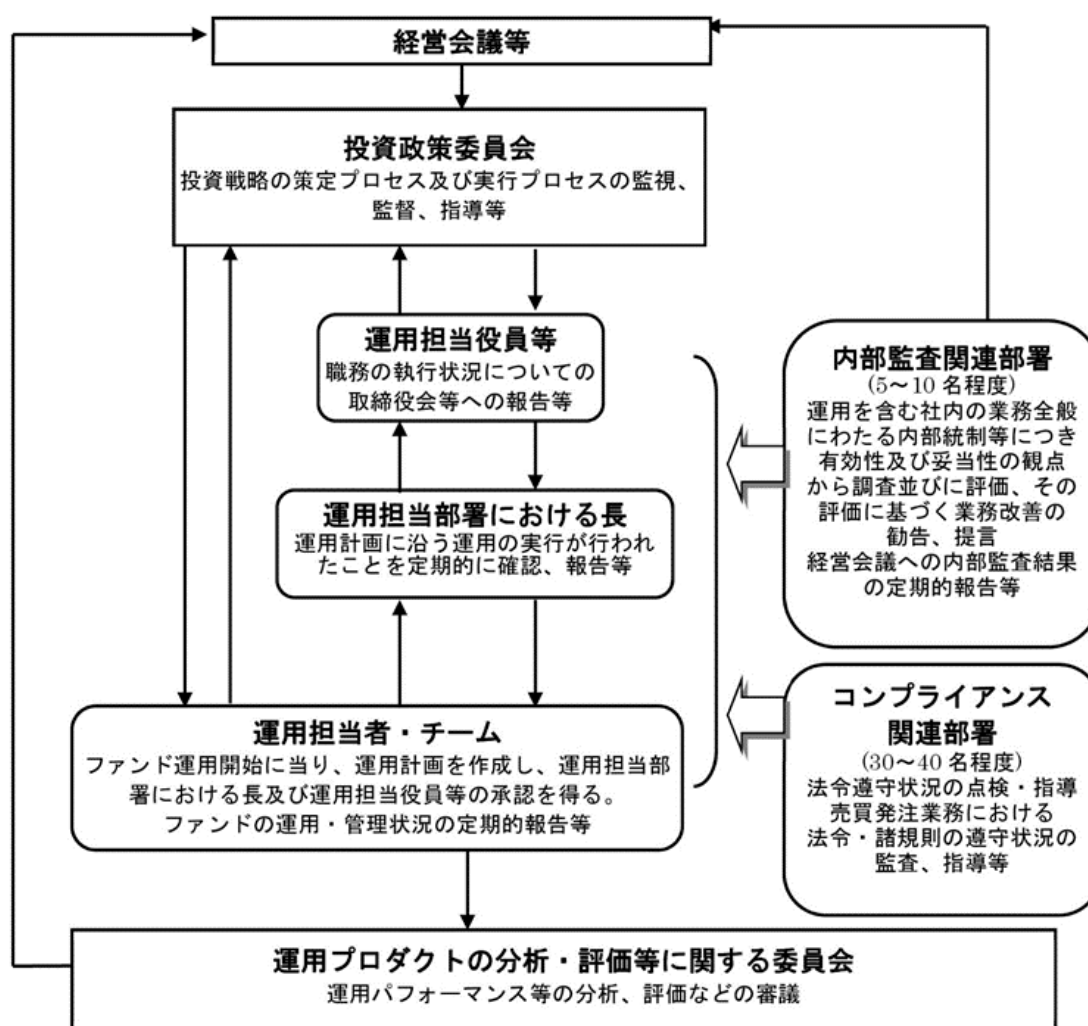 経営会議等
投資政策委員会
投資戦略の策定プロセス及び実行プロセスの監視、
監督、指導等
運用担当役員等
職務の執行状況についての
取締役会等への報告等
運用担当部署における長
運用計画に沿う運用の実行が行われ
たことを定期的に確認、報告等
運用担当者・チーム
ファンド運用開始に当り、運用計画を作成し、運用担当部
署における長及び運用担当役員等の承認を得る。
ファンドの運用・管理状況の定期的報告等
内部監査関連部署
(5～10 名程度)
運用を含む社内の業務全般
にわたる内部統制等につき
有効性及び妥当性の観点
から調査並びに評価、その
評価に基づく業務改善の
勧告、提言
経営会議への内部監査結果
の定期的報告等
コンプライアンス
関連部署
(30～40 名程度)
法令遵守状況の点検・指導
売買発注業務における
法令・諸規則の遵守状況の
監査、指導等
運用プロダクトの分析・評価等に関する委員会
運用パフォーマンス等の分析、評価などの審議